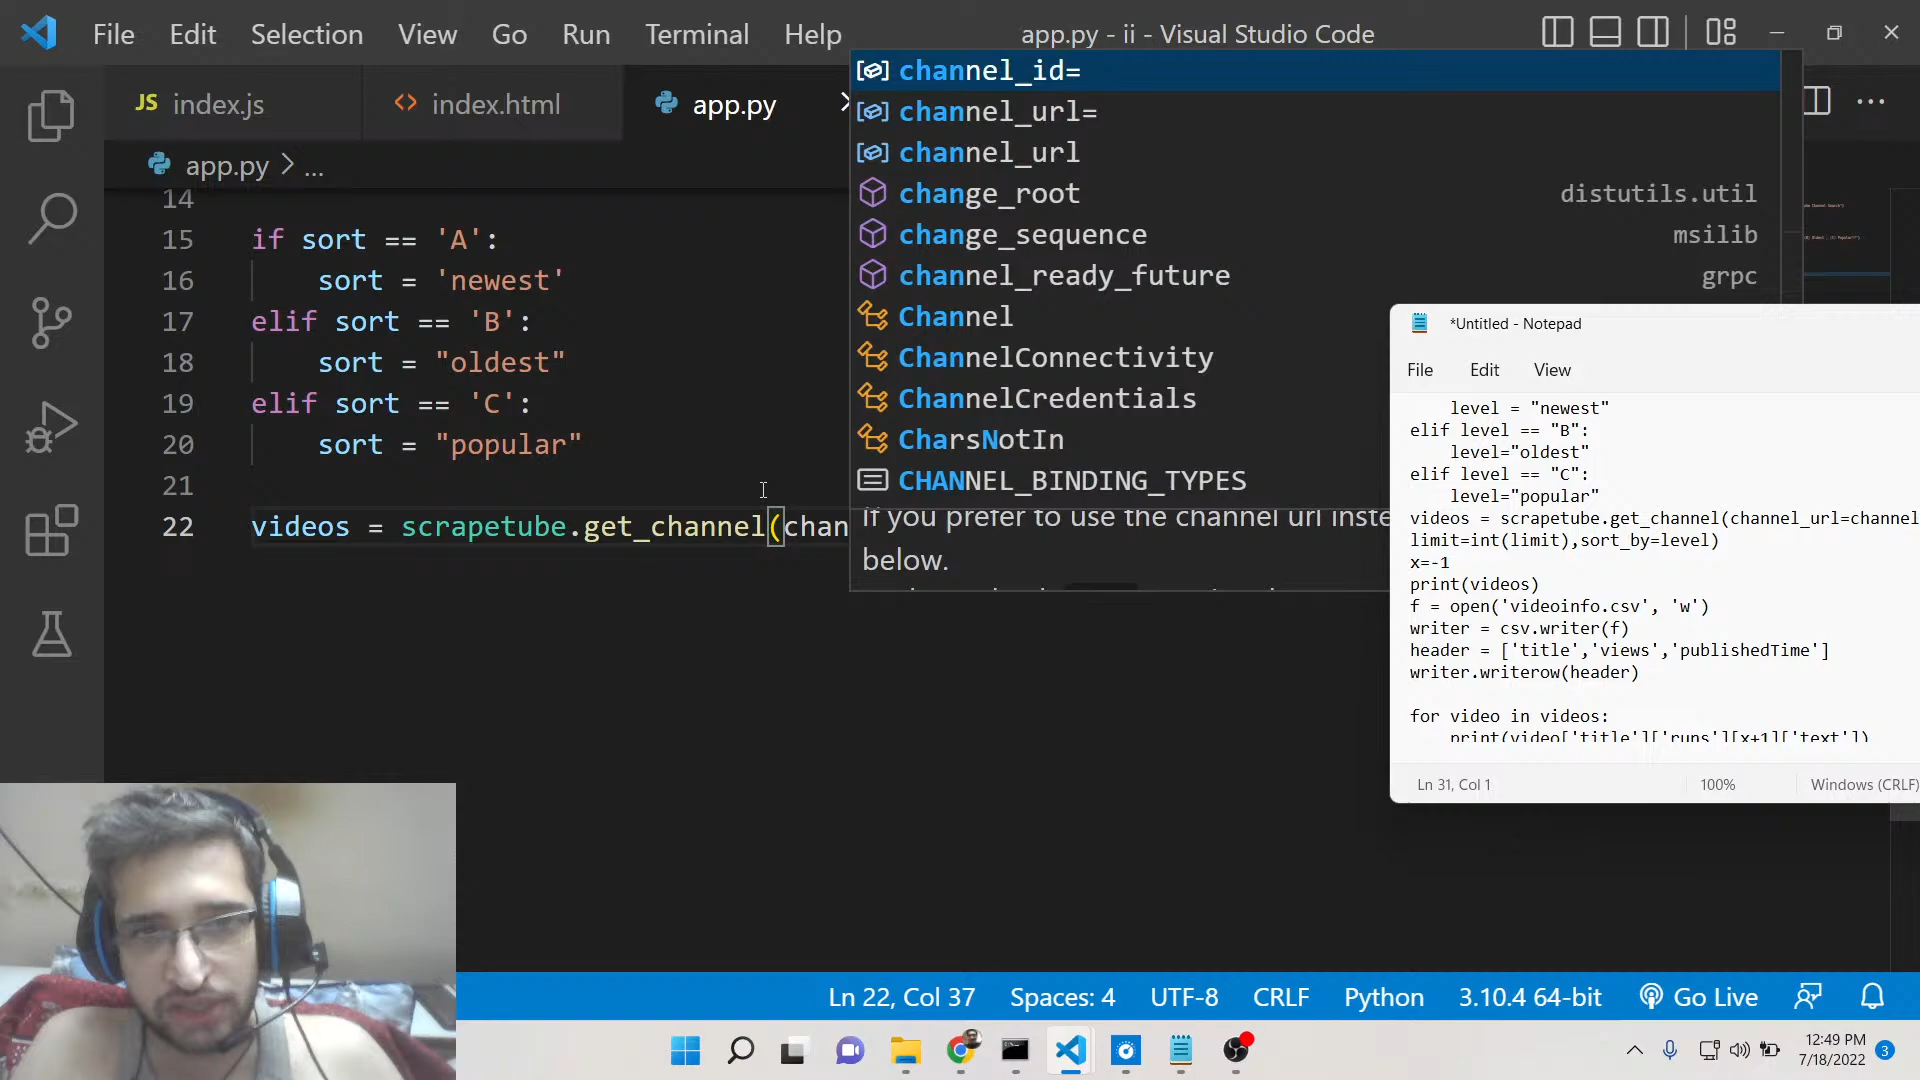 File Edit Selection View Go Run Terminal Help
app.py - ii - Visual Studio Code
JS index.js
<> index.html
app.py
app.py > ...
14
15 if sort == 'A':
16 sort = 'newest'
17 elif sort == 'B':
18 sort = "oldest"
19 elif sort == 'C':
20 sort = "popular"
21
22 videos = scrapetube.get_channel(chan
channel_id=
channel_url=
channel_url
change_root distutils.util
change_sequence msilib
channel_ready_future grpc
Channel
ChannelConnectivity
ChannelCredentials
CharsNotIn
CHANNEL_BINDING_TYPES
If you prefer to use the channel url inste
below.
*Untitled - Notepad
File Edit View
level = "newest"
elif level == "B":
level="oldest"
elif level == "C":
level="popular"
videos = scrapetube.get_channel(channel_url=channel
limit=int(limit),sort_by=level)
x=-1
print(videos)
f = open('videoinfo.csv', 'w')
writer = csv.writer(f)
header = ['title','views','publishedTime']
writer.writerow(header)
for video in videos:
print(video['title']['runs'][x+1]['text'])
Ln 31, Col 1 100% Windows (CRLF)
Ln 22, Col 37 Spaces: 4 UTF-8 CRLF Python 3.10.4 64-bit Go Live
12:49 PM
7/18/2022
3